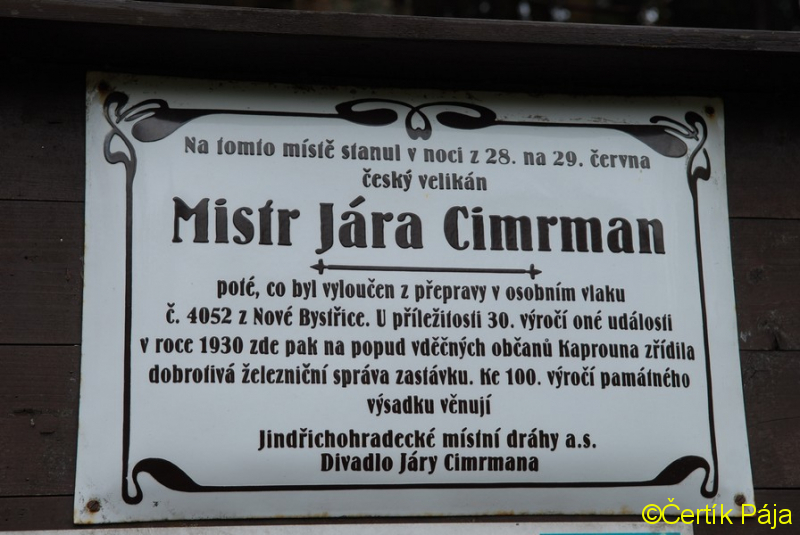 Na tomto místě stanul v noci z 28. na 29. června
český velikán
Mistr Jára Cimrman
poté, co byl vyloučen z přepravy v osobním vlaku
č. 4052 z Nové Bystřice. U příležitosti 30. výročí oné události
v roce 1930 zde pak na popud vděčných občanů Kaprouna zřídila
dobrotivá železniční správa zastávku. Ke 100. výročí památného
výsadku věnují
Jindřichohradecké místní dráhy a.s.
Divadlo Járy Cimrmana
©Čertík Pája